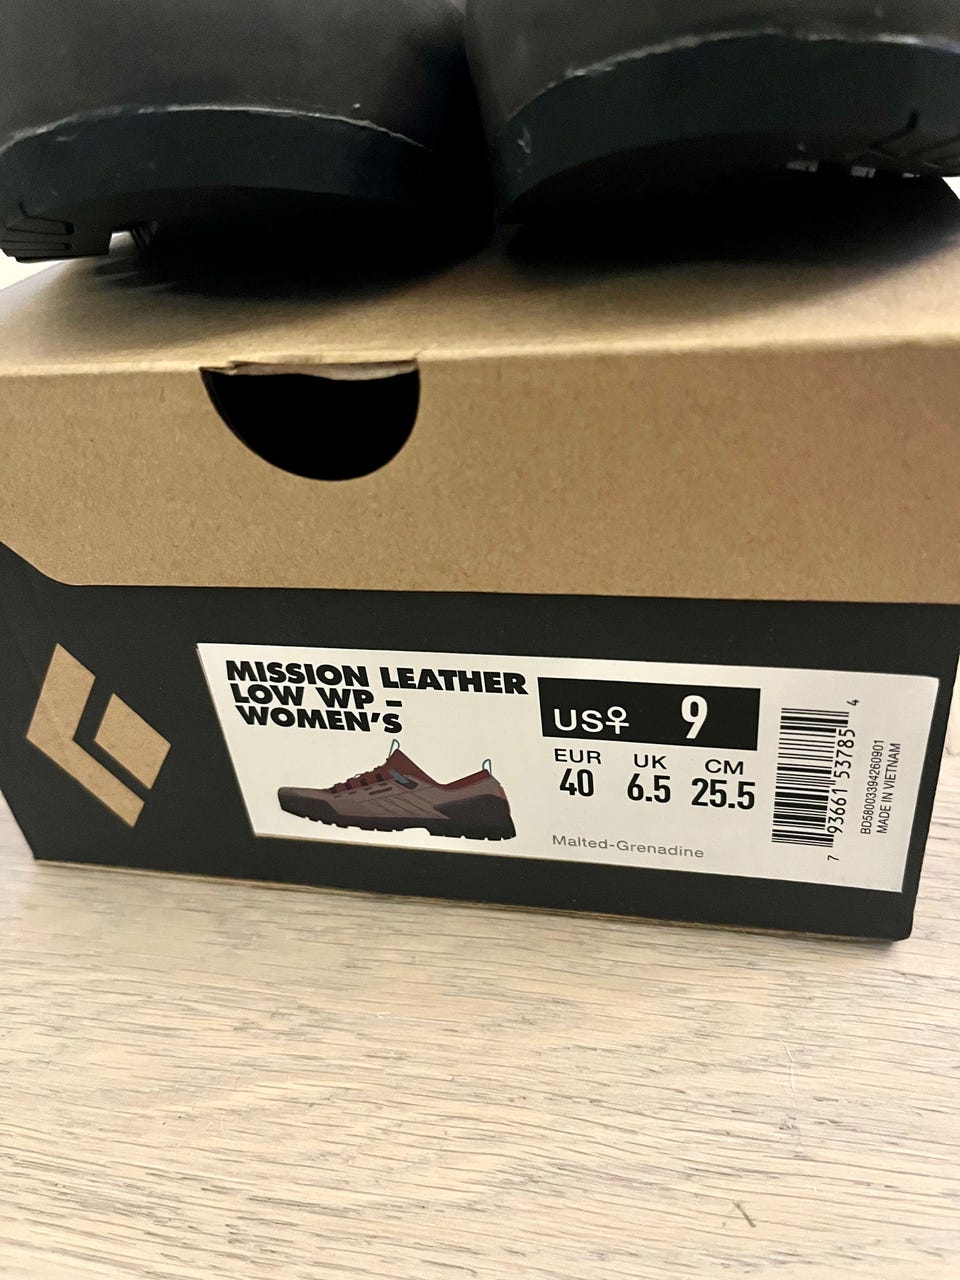 MISSION LEATHER
LOW WP –
WOMEN'S
US♀ 9
EUR UK CM
40 6.5 25.5
Malted-Grenadine
7 93661 53785 4
BD58003394260901
MADE IN VIETNAM